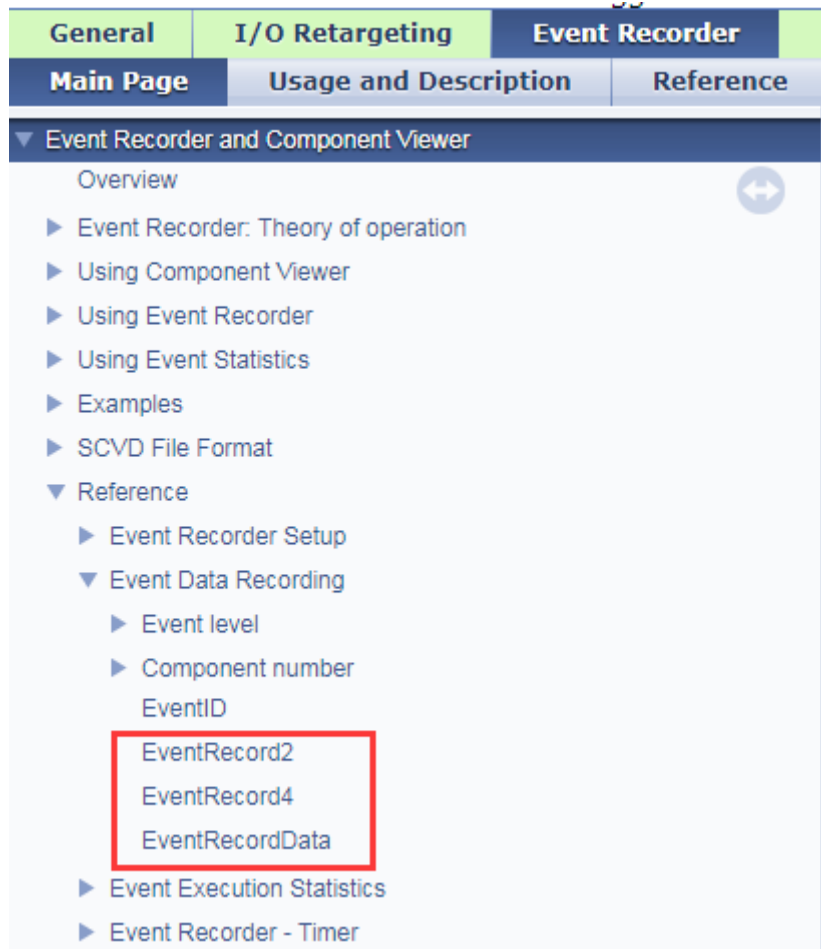 General I/O Retargeting Event Recorder
Main Page Usage and Description Reference
Event Recorder and Component Viewer
Overview
Event Recorder: Theory of operation
Using Component Viewer
Using Event Recorder
Using Event Statistics
Examples
SCVD File Format
Reference
Event Recorder Setup
Event Data Recording
Event level
Component number
EventID
EventRecord2
EventRecord4
EventRecordData
Event Execution Statistics
Event Recorder - Timer